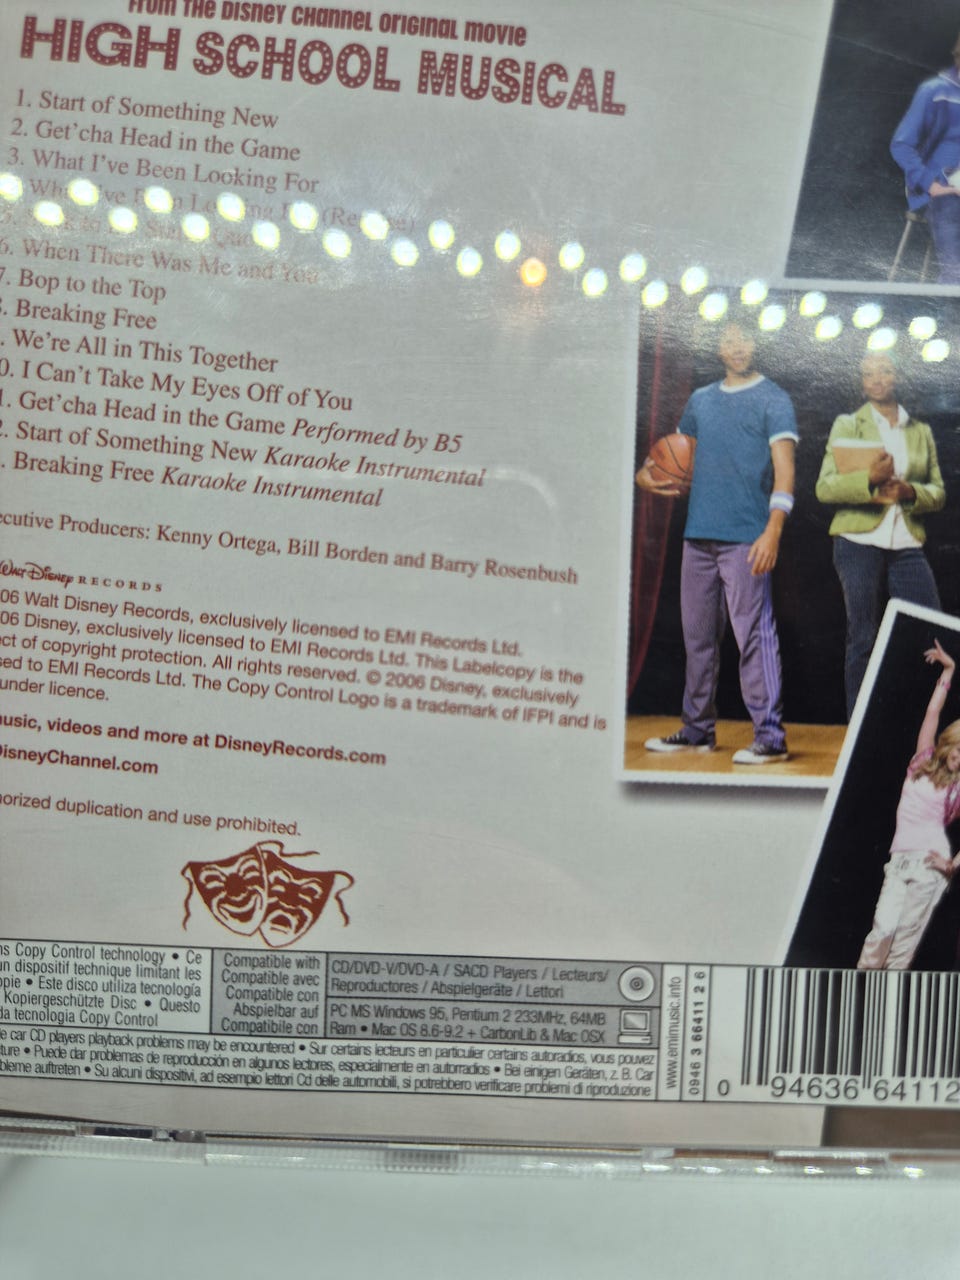 From the Disney Channel original movie
HIGH SCHOOL MUSICAL
1. Start of Something New
2. Get'cha Head in the Game
3. What I've Been Looking For
(Reprise)
6. When There Was Me and You
7. Bop to the Top
8. Breaking Free
. We're All in This Together
0. I Can't Take My Eyes Off of You
1. Get'cha Head in the Game Performed by B5
2. Start of Something New Karaoke Instrumental
. Breaking Free Karaoke Instrumental
ecutive Producers: Kenny Ortega, Bill Borden and Barry Rosenbush
Walt Disney RECORDS
06 Walt Disney Records, exclusively licensed to EMI Records Ltd.
06 Disney, exclusively licensed to EMI Records Ltd. This Labelcopy is the
ect of copyright protection. All rights reserved. © 2006 Disney, exclusively
sed to EMI Records Ltd. The Copy Control Logo is a trademark of IFPI and is
under licence.
music, videos and more at DisneyRecords.com
DisneyChannel.com
horized duplication and use prohibited.
ns Copy Control technology • Ce
un dispositif technique limitant les
opie • Este disco utiliza tecnología
Kopiergeschützte Disc • Questo
da tecnologia Copy Control
Compatible with
Compatible avec
Compatible con
Abspielbar auf
Compatibile con
CD/DVD-V/DVD-A / SACD Players / Lecteurs/
Reproductores / Abspielgeräte / Lettori
PC MS Windows 95, Pentium 2 233MHz, 64MB
Ram • Mac OS 8.6-9.2 + CarbonLib & Mac OSX
e car CD players playback problems may be encountered • Sur certains lecteurs en particulier certains autoradios, vous pouvez
ture • Puede dar problemas de reproducción en algunos lectores, especialmente en autorradios • Bei einigen Geräten, z. B. Car
bleme auftreten • Su alcuni dispositivi, ad esempio lettori Cd delle automobili, si potrebbero verificare problemi di riproduzione
www.emimusic.info
0946 3 66411 2 6
0 94636 64112